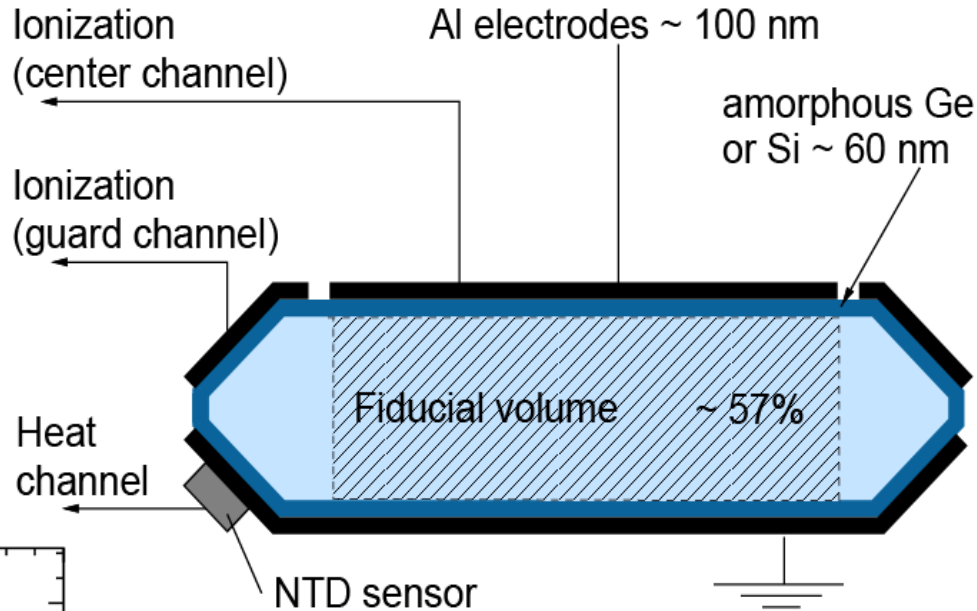 Ionization
(center channel)
Al electrodes ~ 100 nm
amorphous Ge
or Si ~ 60 nm
Ionization
(guard channel)
Fiducial volume ~ 57%
Heat
channel
NTD sensor